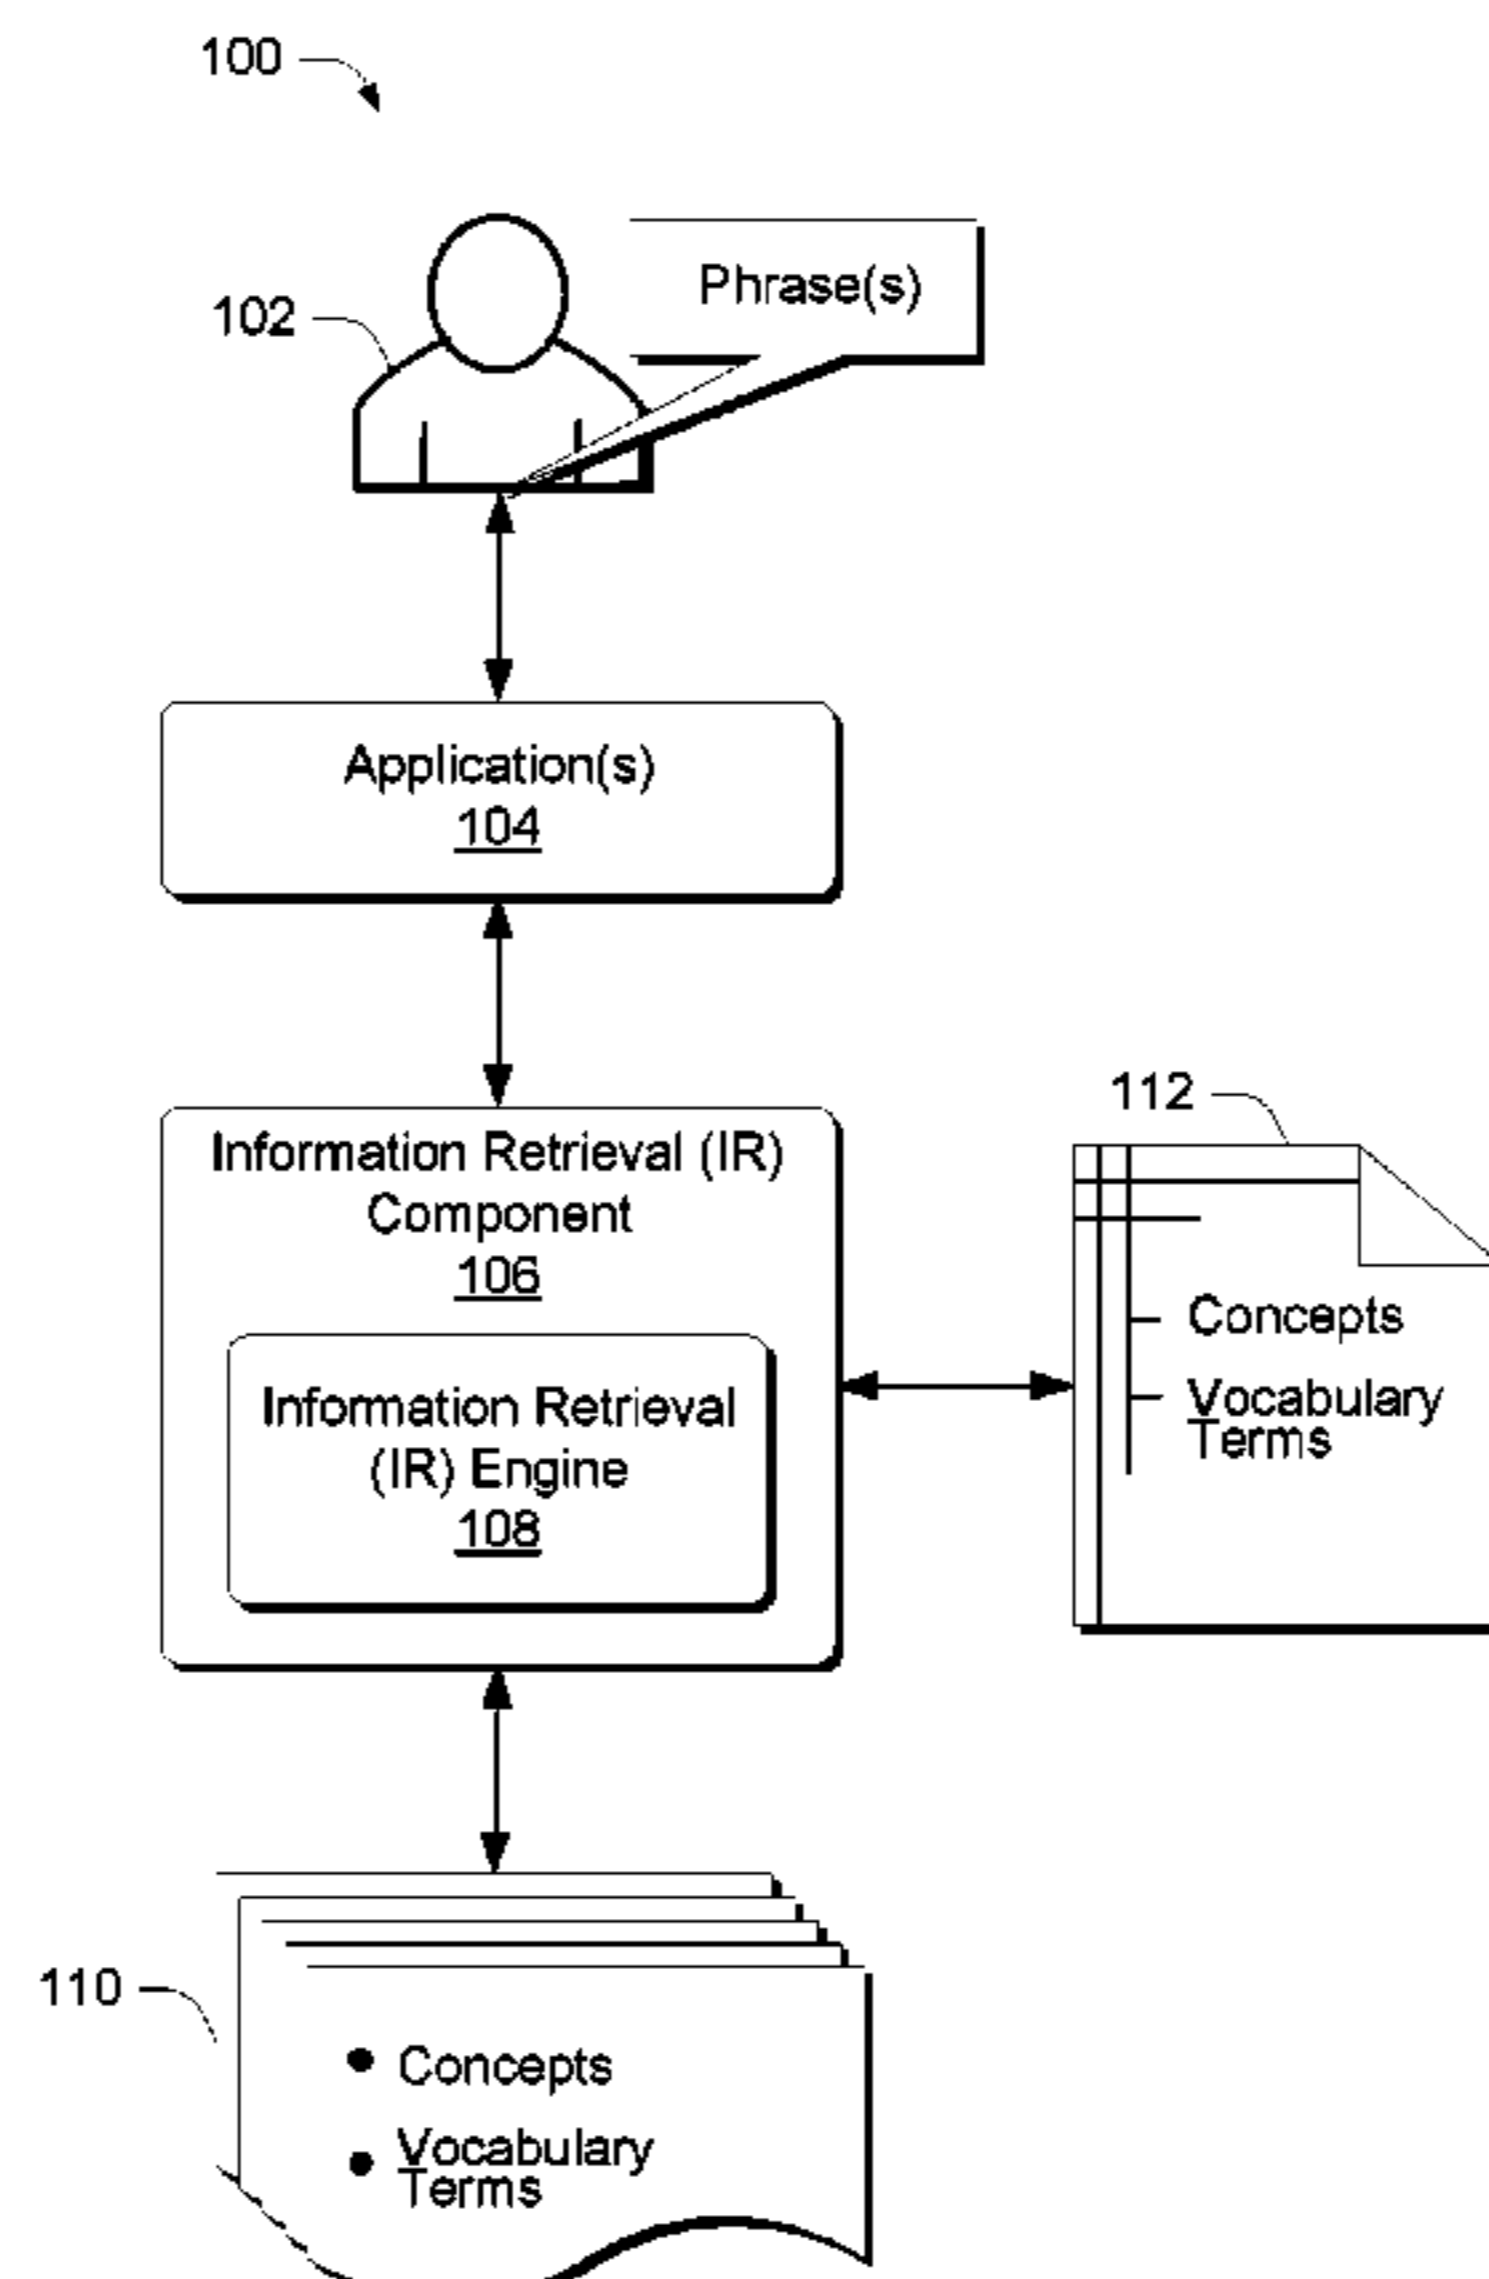 100
102
Phrase(s)
Application(s)
104
Information Retrieval (IR)
Component
106
Information Retrieval
(IR) Engine
108
112
Concepts
Vocabulary
Terms
110
Concepts
Vocabulary
Terms